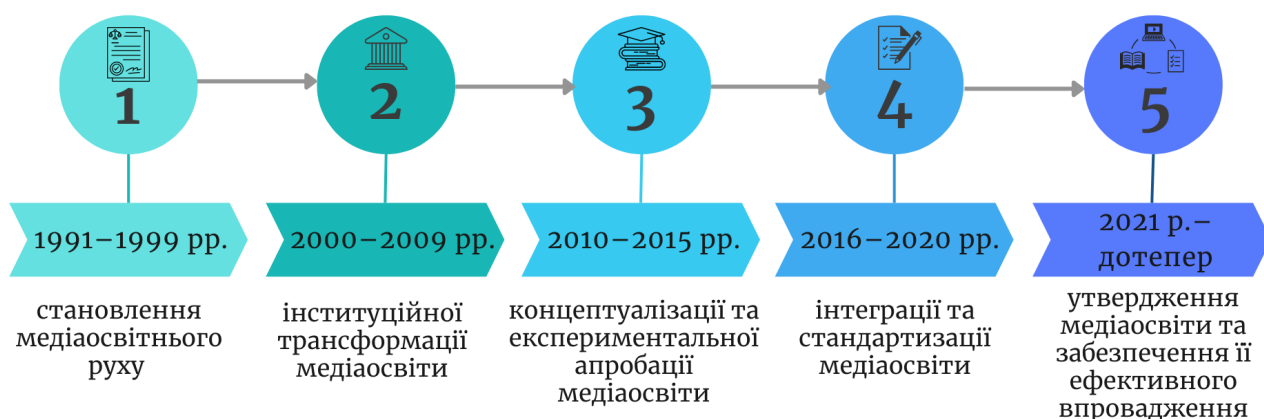 1
2
3
4
5
1991–1999 рр.
2000–2009 рр.
2010–2015 рр.
2016–2020 рр.
2021 р.–
дотепер
становлення
медіаосвітнього
руху
інституційної
трансформації
медіаосвіти
концептуалізації та
експериментальної
апробації
медіаосвіти
інтеграції та
стандартизації
медіаосвіти
утвердження
медіаосвіти та
забезпечення її
ефективного
впровадження